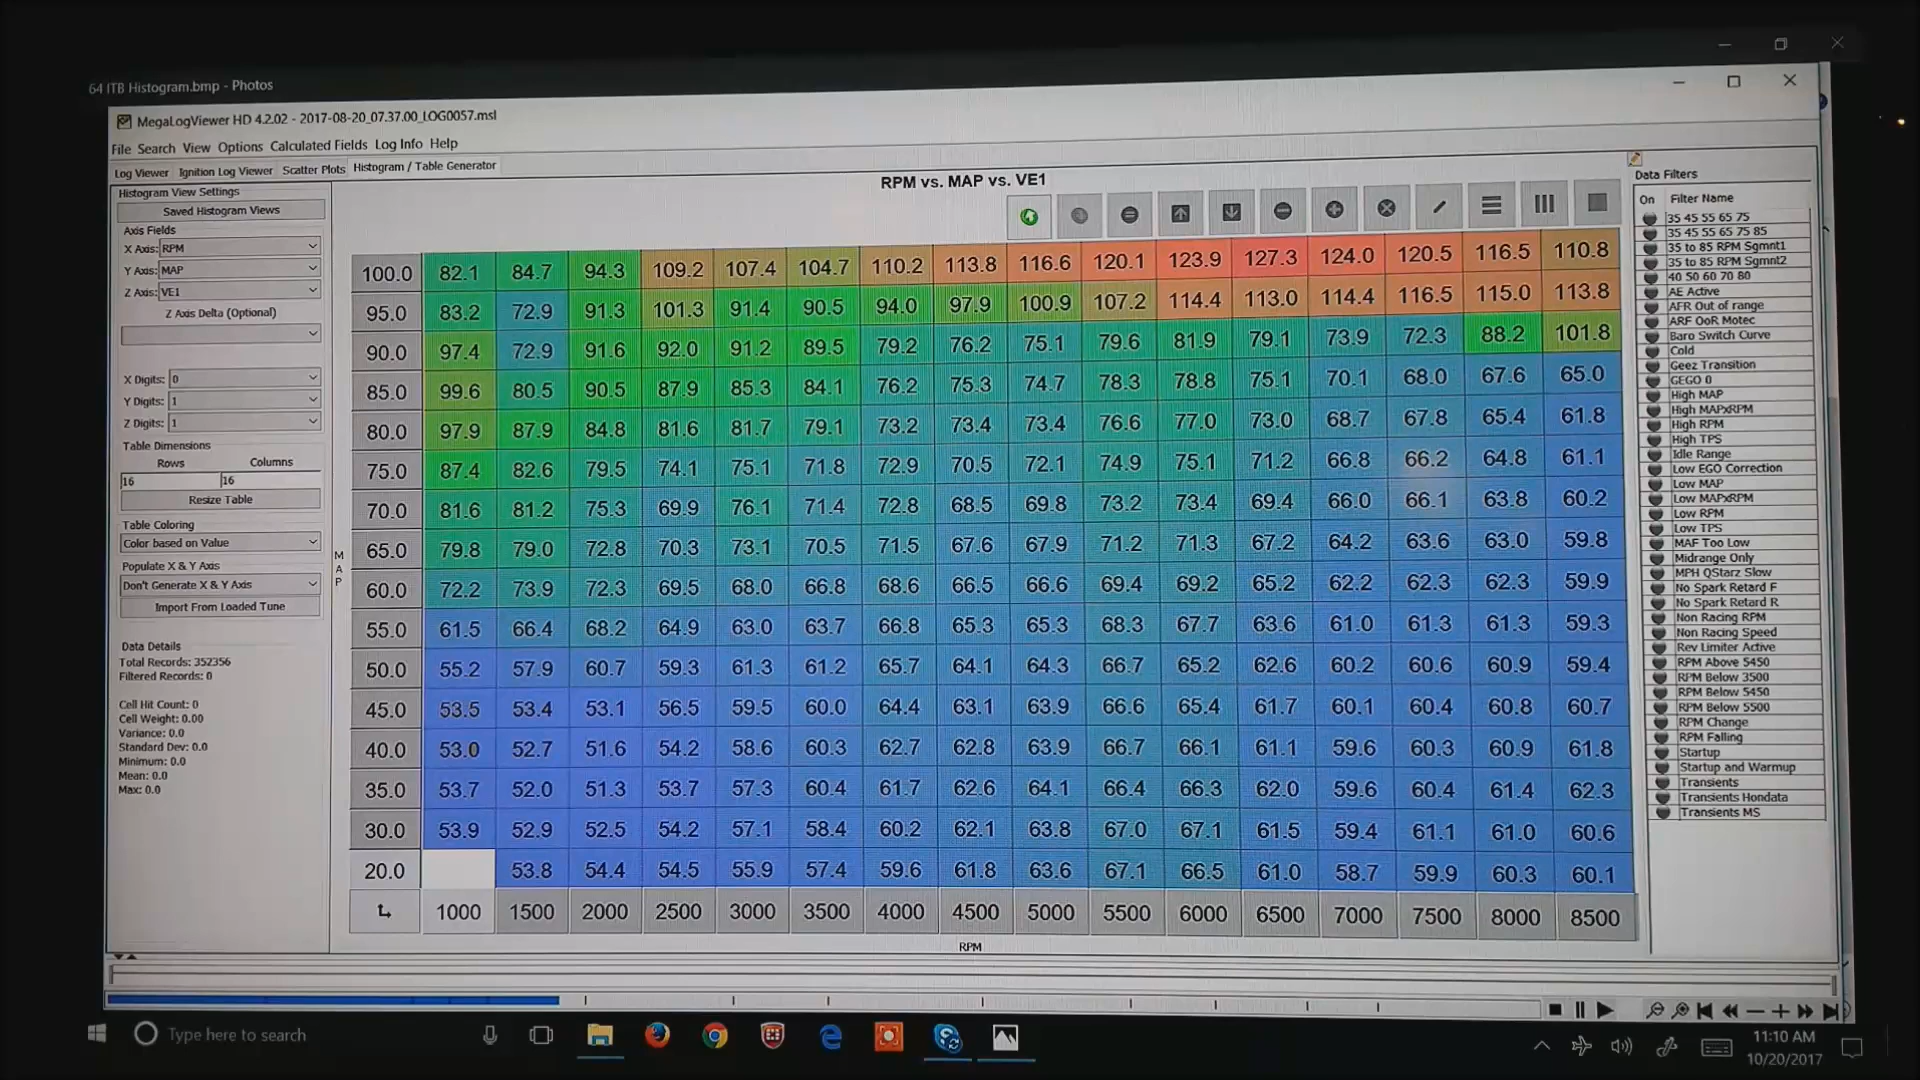 64 ITB Histogram.bmp - Photos
MegaLogViewer HD 4.2.02 - 2017-08-20_07.37.00_LOG0057.msl
File Search View Options Calculated Fields Log Info Help
Log Viewer Ignition Log Viewer Scatter Plots Histogram / Table Generator
Histogram View Settings
Saved Histogram Views
Axis Fields
X Axis: RPM
Y Axis: MAP
Z Axis: VE1
Z Axis Delta (Optional)
X Digits: 0
Y Digits: 1
Z Digits: 1
Table Dimensions
Rows Columns
16 16
Resize Table
Table Coloring
Color based on Value
Populate X & Y Axis
Don't Generate X & Y Axis
Import From Loaded Tune
Data Details
Total Records: 352356
Filtered Records: 0
Cell Hit Count: 0
Cell Weight: 0.00
Variance: 0.0
Standard Dev: 0.0
Minimum: 0.0
Mean: 0.0
Max: 0.0
RPM vs. MAP vs. VE1
MAP
100.0 82.1 84.7 94.3 109.2 107.4 104.7 110.2 113.8 116.6 120.1 123.9 127.3 124.0 120.5 116.5 110.8
95.0 83.2 72.9 91.3 101.3 91.4 90.5 94.0 97.9 100.9 107.2 114.4 113.0 114.4 116.5 115.0 113.8
90.0 97.4 72.9 91.6 92.0 91.2 89.5 79.2 76.2 75.1 79.6 81.9 79.1 73.9 72.3 88.2 101.8
85.0 99.6 80.5 90.5 87.9 85.3 84.1 76.2 75.3 74.7 78.3 78.8 75.1 70.1 68.0 67.6 65.0
80.0 97.9 87.9 84.8 81.6 81.7 79.1 73.2 73.4 73.4 76.6 77.0 73.0 68.7 67.8 65.4 61.8
75.0 87.4 82.6 79.5 74.1 75.1 71.8 72.9 70.5 72.1 74.9 75.1 71.2 66.8 66.2 64.8 61.1
70.0 81.6 81.2 75.3 69.9 76.1 71.4 72.8 68.5 69.8 73.2 73.4 69.4 66.0 66.1 63.8 60.2
65.0 79.8 79.0 72.8 70.3 73.1 70.5 71.5 67.6 67.9 71.2 71.3 67.2 64.2 63.6 63.0 59.8
60.0 72.2 73.9 72.3 69.5 68.0 66.8 68.6 66.5 66.6 69.4 69.2 65.2 62.2 62.3 62.3 59.9
55.0 61.5 66.4 68.2 64.9 63.0 63.7 66.8 65.3 65.3 68.3 67.7 63.6 61.0 61.3 61.3 59.3
50.0 55.2 57.9 60.7 59.3 61.3 61.2 65.7 64.1 64.3 66.7 65.2 62.6 60.2 60.6 60.9 59.4
45.0 53.5 53.4 53.1 56.5 59.5 60.0 64.4 63.1 63.9 66.6 65.4 61.7 60.1 60.4 60.8 60.7
40.0 53.0 52.7 51.6 54.2 58.6 60.3 62.7 62.8 63.9 66.7 66.1 61.1 59.6 60.3 60.9 61.8
35.0 53.7 52.0 51.3 53.7 57.3 60.4 61.7 62.6 64.1 66.4 66.3 62.0 59.6 60.4 61.4 62.3
30.0 53.9 52.9 52.5 54.2 57.1 58.4 60.2 62.1 63.8 67.0 67.1 61.5 59.4 61.1 61.0 60.6
20.0 53.8 54.4 54.5 55.9 57.4 59.6 61.8 63.6 67.1 66.5 61.0 58.7 59.9 60.3 60.1
1000 1500 2000 2500 3000 3500 4000 4500 5000 5500 6000 6500 7000 7500 8000 8500
RPM
Data Filters
On Filter Name
35 45 55 65 75
35 45 55 65 75 85
35 to 85 RPM Sgmnt1
35 to 85 RPM Sgmnt2
40 50 60 70 80
AE Active
AFR Out of range
ARF OoR Motec
Baro Switch Curve
Cold
Geez Transition
GEGO 0
High MAP
High MAPxRPM
High RPM
High TPS
Idle Range
Low EGO Correction
Low MAP
Low MAPxRPM
Low RPM
Low TPS
MAF Too Low
Midrange Only
MPH QStarz Slow
No Spark Retard F
No Spark Retard R
Non Racing RPM
Non Racing Speed
Rev Limiter Active
RPM Above 5450
RPM Below 3500
RPM Below 5450
RPM Below 5500
RPM Change
RPM Falling
Startup
Startup and Warmup
Transients
Transients Hondata
Transients MS
Type here to search
11:10 AM
10/20/2017